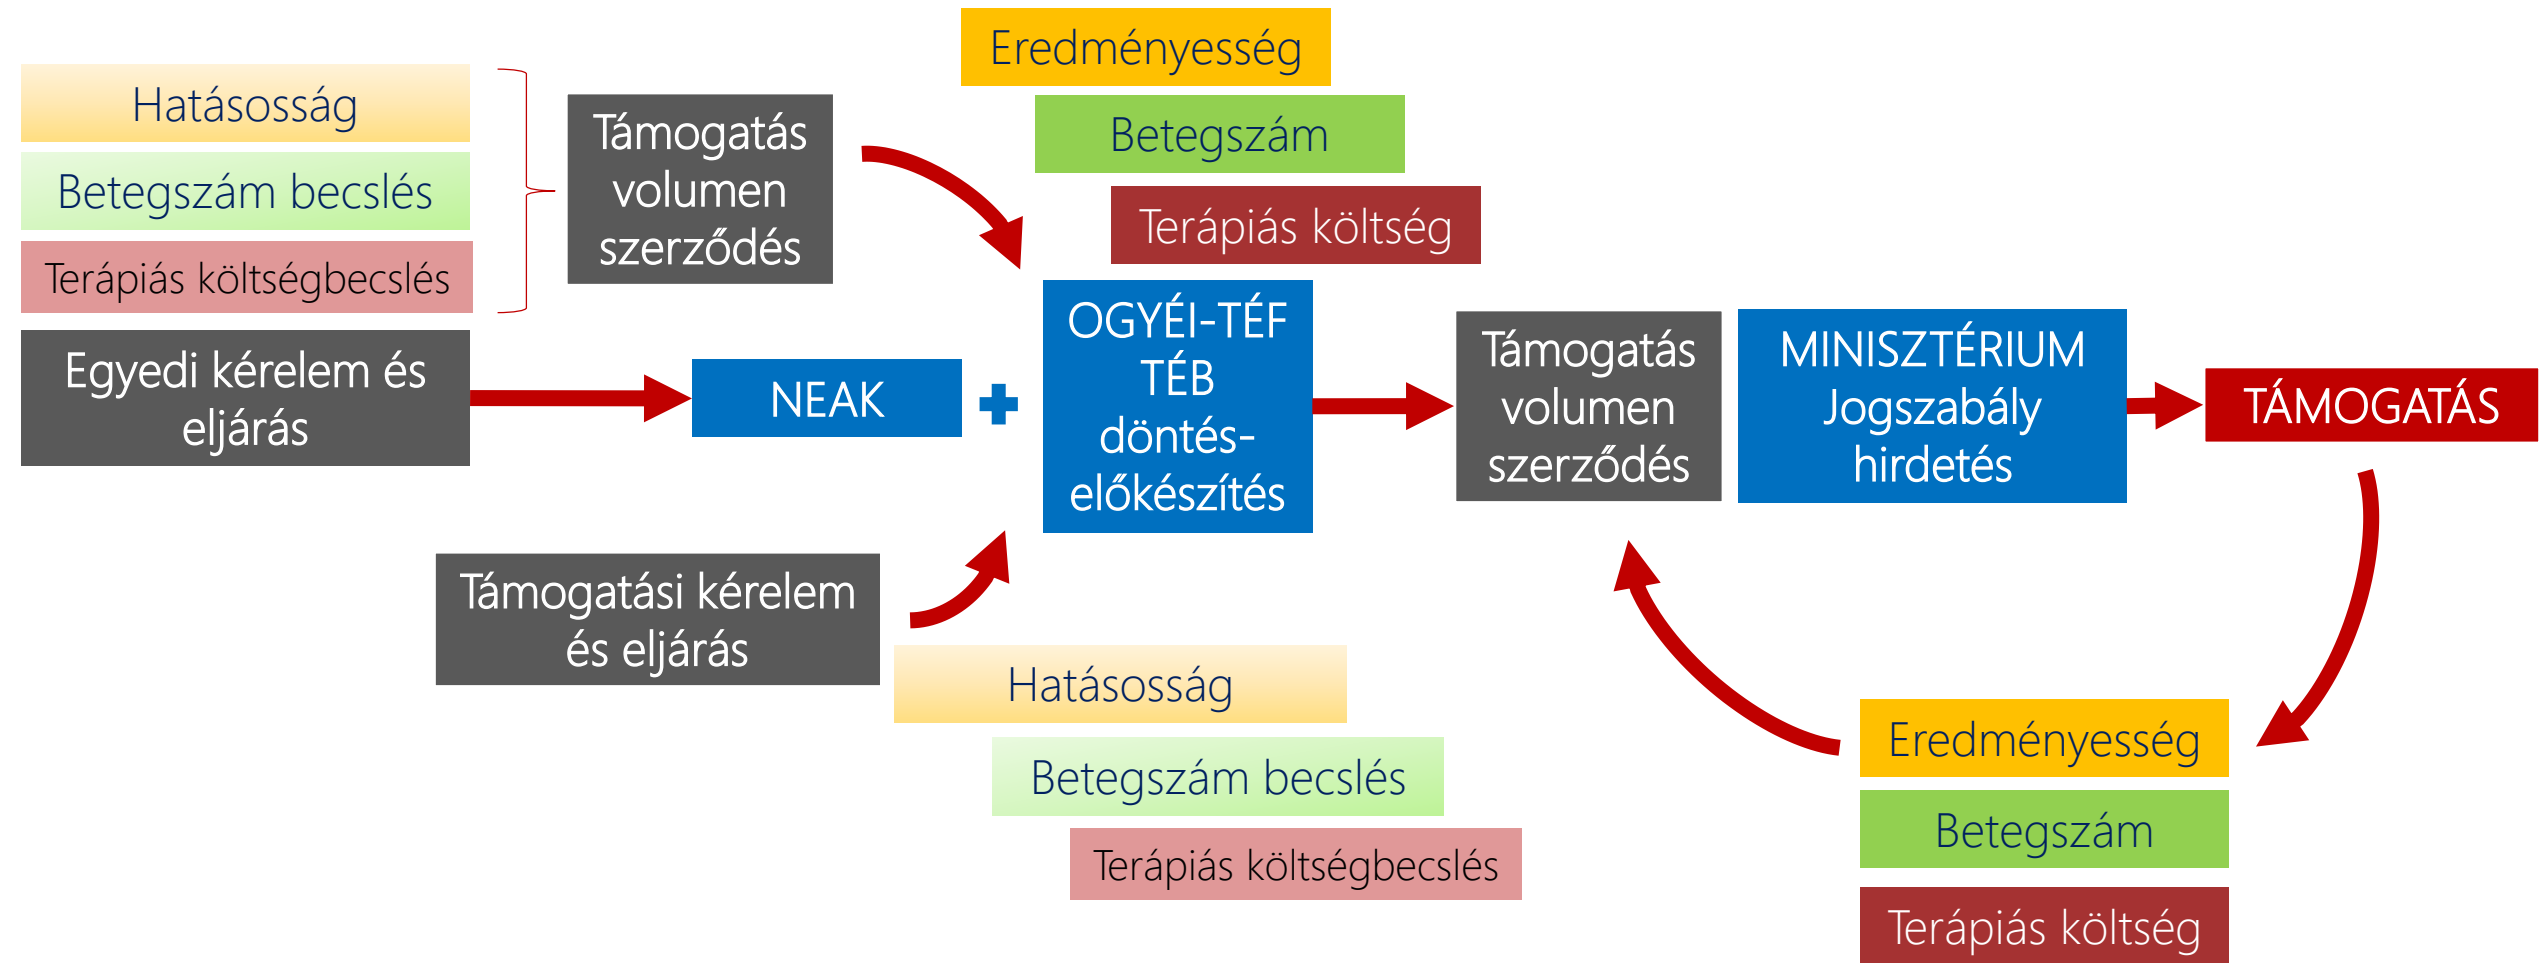 Hatásosság
Betegszám becslés
Terápiás költségbecslés
Egyedi kérelem és
eljárás
Támogatás
volumen
szerződés
NEAK
Eredményesség
Betegszám
Terápiás költség
OGYÉI-TÉF
TÉB
döntés-
előkészítés
Támogatási kérelem
és eljárás
Hatásosság
Betegszám becslés
Terápiás költségbecslés
Támogatás
volumen
szerződés
MINISZTÉRIUM
Jogszabály
hirdetés
TÁMOGATÁS
Eredményesség
Betegszám
Terápiás költség